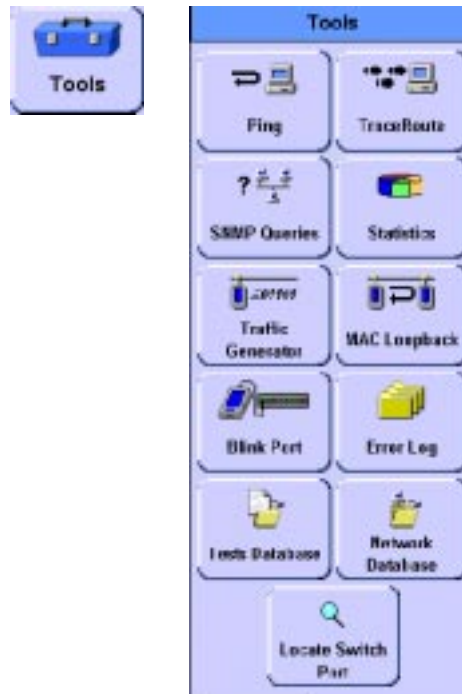 Tools
Tools
Ping
TraceRoute
?
SNMP Queries
Statistics
Traffic
Generator
MAC Loopback
Blink Port
Error Log
Tests Database
Network
Database
Locate Switch
Port